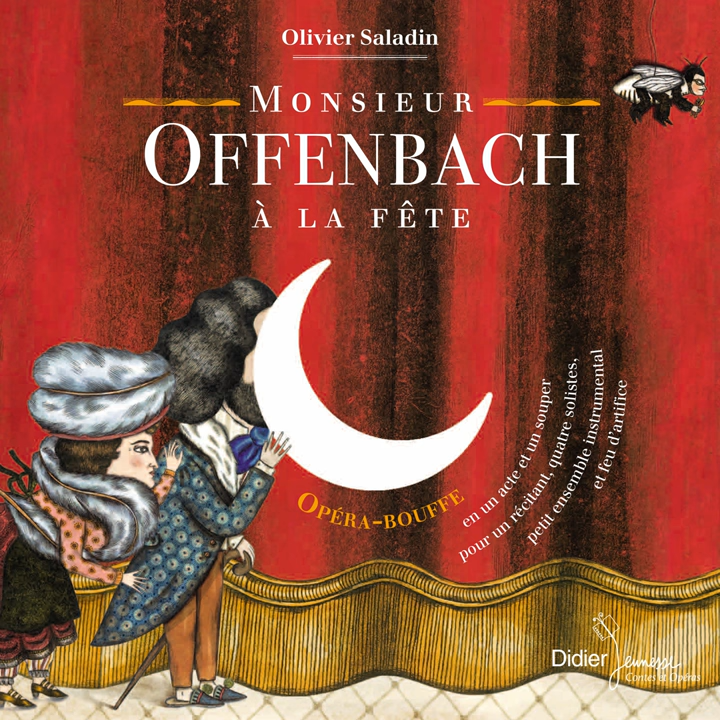 Olivier Saladin
MONSIEUR
OFFENBACH
À LA FÊTE
OPÉRA-BOUFFE
en un acte et un souper
pour un récitant, quatre solistes,
petit ensemble instrumental
et feu d'artifice
Didier Jeunesse
Contes et Opéras